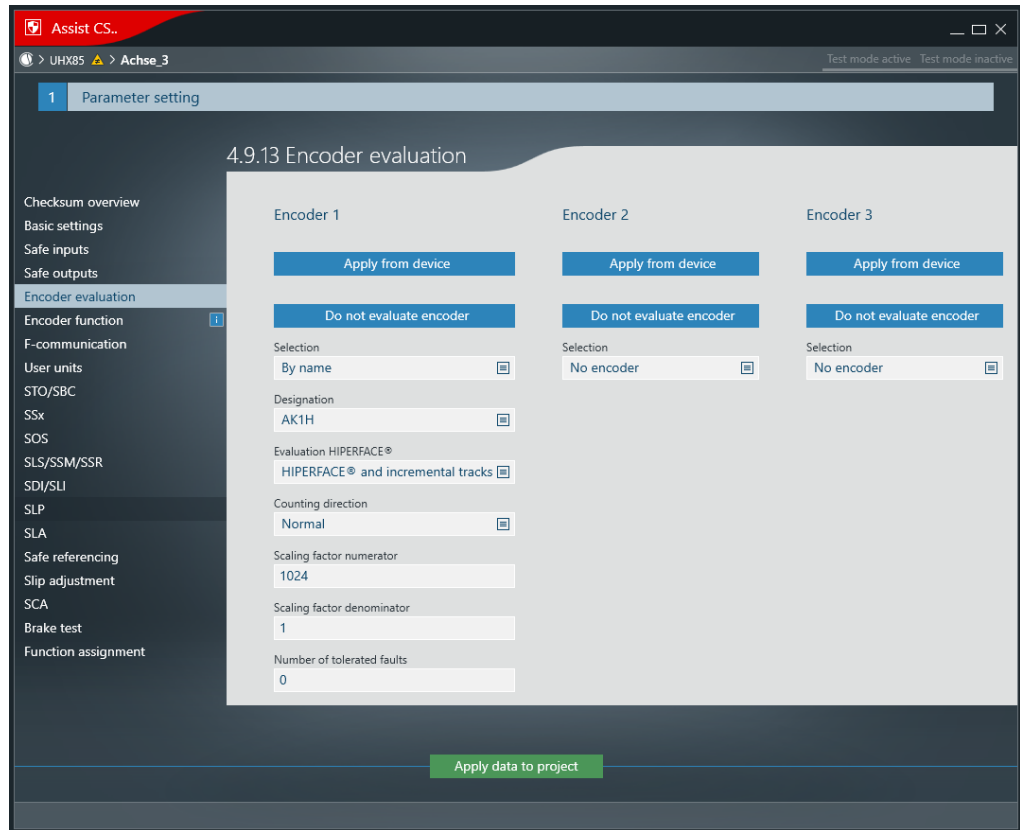 Assist CS..
> UHX85 > Achse_3
Test mode active Test mode inactive
1 Parameter setting
4.9.13 Encoder evaluation
Checksum overview
Basic settings
Safe inputs
Safe outputs
Encoder evaluation
Encoder function
F-communication
User units
STO/SBC
SSx
SOS
SLS/SSM/SSR
SDI/SLI
SLP
SLA
Safe referencing
Slip adjustment
SCA
Brake test
Function assignment
Encoder 1
Apply from device
Do not evaluate encoder
Selection
By name
Designation
AK1H
Evaluation HIPERFACE®
HIPERFACE® and incremental tracks
Counting direction
Normal
Scaling factor numerator
1024
Scaling factor denominator
1
Number of tolerated faults
0
Encoder 2
Apply from device
Do not evaluate encoder
Selection
No encoder
Encoder 3
Apply from device
Do not evaluate encoder
Selection
No encoder
Apply data to project